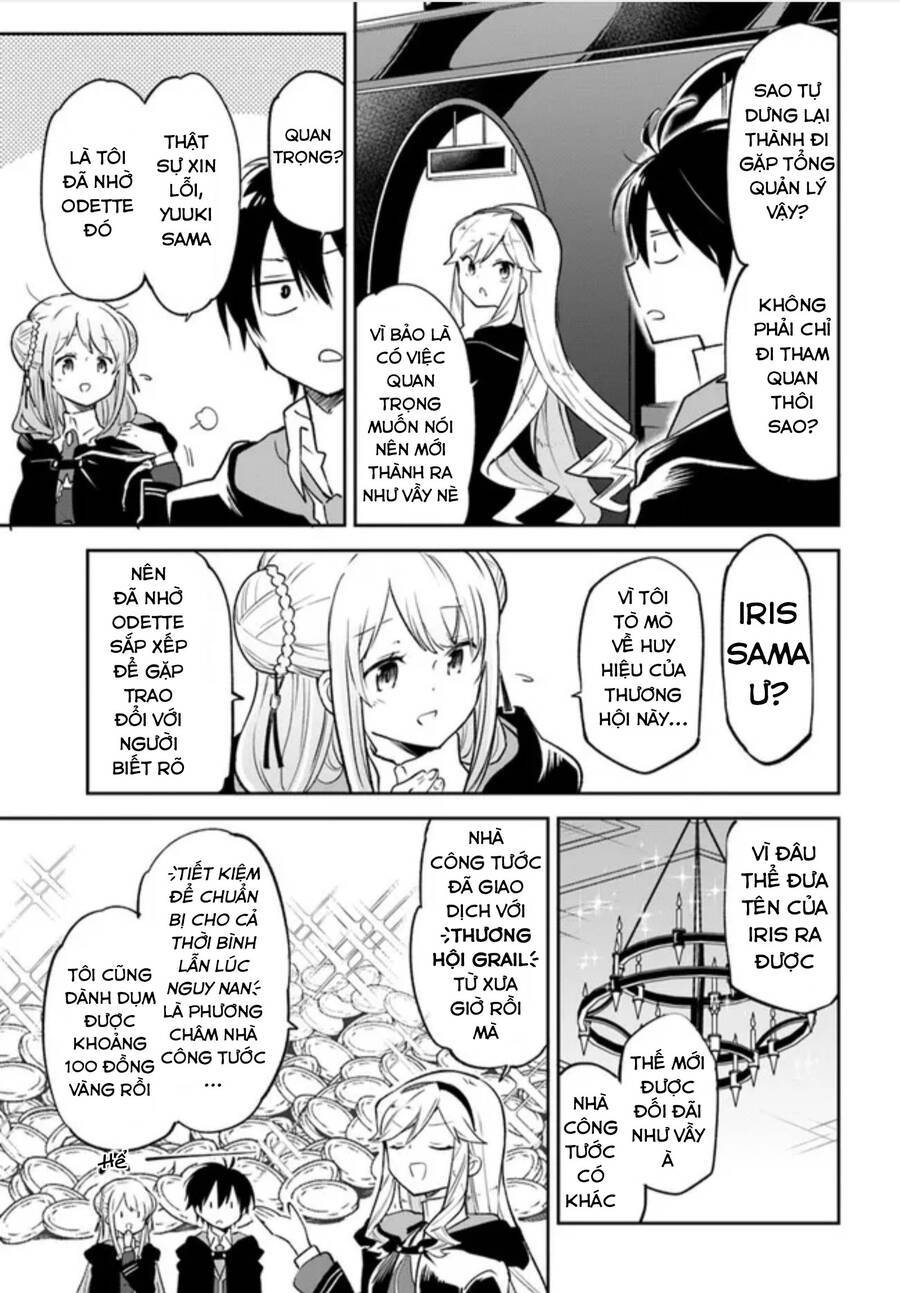 SAO TỰ
DƯNG LẠI
THÀNH ĐI
GẶP TỔNG
QUẢN LÝ
VẬY?
KHÔNG
PHẢI CHỈ
ĐI THAM
QUAN
THÔI
SAO?
VÌ BẢO LÀ
CÓ VIỆC
QUAN
TRỌNG
MUỐN NÓI
NÊN MỚI
THÀNH RA
NHƯ VẦY NÈ
QUAN
TRỌNG?
THẬT
SỰ XIN
LỖI,
YUUKI
SAMA
LÀ TÔI
ĐÃ NHỜ
ODETTE
ĐÓ
IRIS
SAMA
Ư?
VÌ TÔI
TÒ MÒ
VỀ HUY
HIỆU CỦA
THƯƠNG
HỘI NÀY...
NÊN
ĐÃ NHỜ
ODETTE
SẮP XẾP
ĐỂ GẶP
TRAO
ĐỔI VỚI
NGƯỜI
BIẾT RÕ
VÌ ĐÂU
THỂ ĐƯA
TÊN CỦA
IRIS RA
ĐƯỢC
THẾ MỚI
ĐƯỢC
ĐỐI ĐÃI
NHƯ VẦY
À
NHÀ
CÔNG
TƯỚC
CÓ
KHÁC
NHÀ
CÔNG TƯỚC
ĐÃ GIAO
DỊCH VỚI
THƯƠNG
HỘI GRAIL
TỪ XƯA
GIỜ RỒI
MÀ
TIẾT KIỆM
ĐỂ CHUẨN
BỊ CHO CẢ
THỜI BÌNH
LẪN LÚC
NGUY NAN
LÀ PHƯƠNG
CHÂM NHÀ
CÔNG TƯỚC
...
TÔI CŨNG
DÀNH DỤM
ĐƯỢC
KHOẢNG
100 ĐỒNG
VÀNG RỒI
HỂ